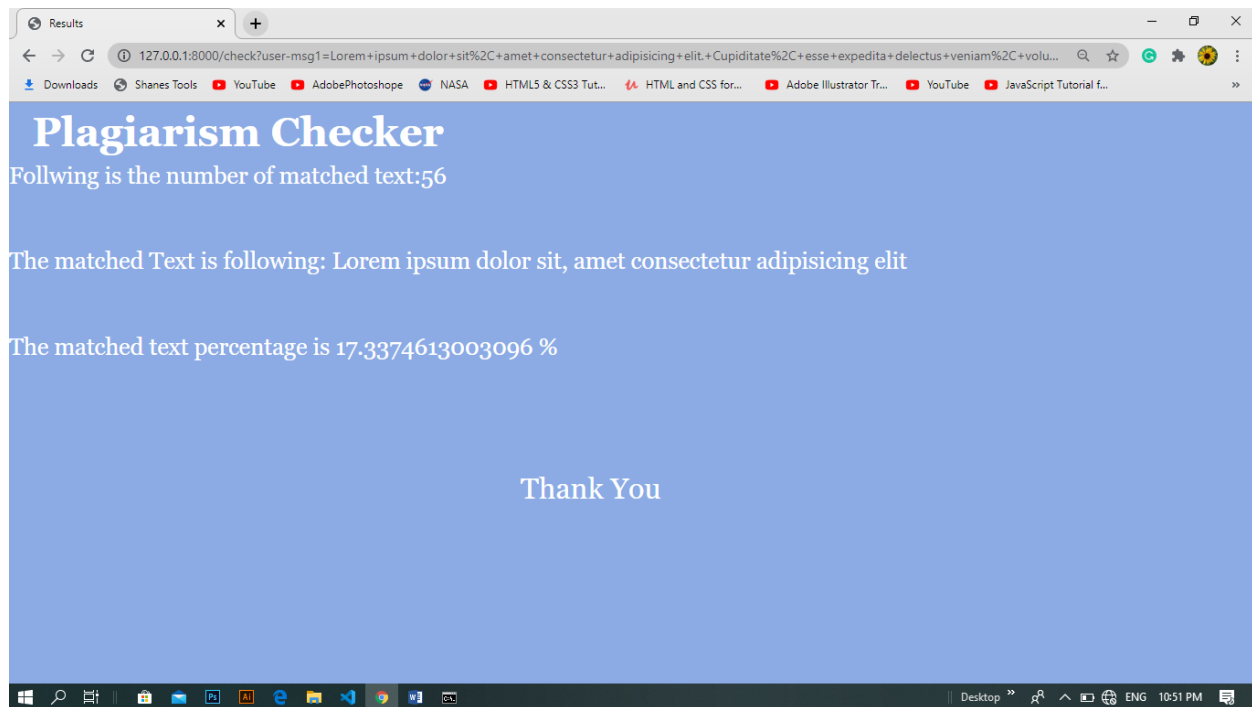 Results
127.0.0.1:8000/check?user-msg1=Lorem+ipsum+dolor+sit%2C+amet+consectetur+adipisicing+elit.+Cupiditate%2C+esse+expedita+delectus+veniam%2C+volu...
Downloads Shanes Tools YouTube AdobePhotoshope NASA HTML5 & CSS3 Tut... HTML and CSS for... Adobe Illustrator Tr... YouTube JavaScript Tutorial f... »
Plagiarism Checker
Follwing is the number of matched text:56
The matched Text is following: Lorem ipsum dolor sit, amet consectetur adipisicing elit
The matched text percentage is 17.3374613003096 %
Thank You
Ps Ai Desktop » ENG 10:51 PM